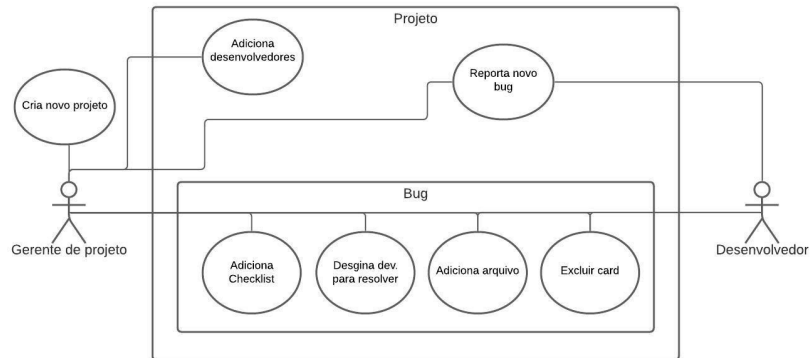 Projeto
Adiciona
desenvolvedores
Reporta novo
bug
Cria novo projeto
Bug
Gerente de projeto
Desenvolvedor
Adiciona
Checklist
Desgina dev.
para resolver
Adiciona arquivo
Excluir card